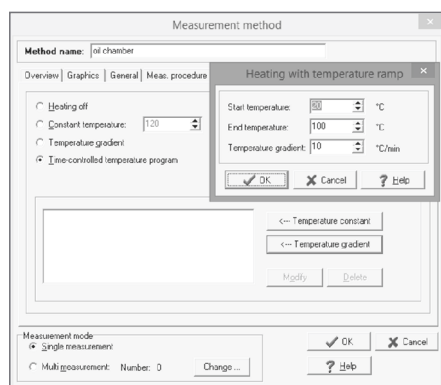 Measurement method
Method name: oil chamber
Overview Graphics General Meas. procedure
Heating with temperature ramp
Start temperature: °C
End temperature: 100 °C
Temperature gradient: 10 °C/min
OK Cancel ? Help
Heating off
Constant temperature: 120
Temperature gradient
Time-controlled temperature program
<--- Temperature constant
<--- Temperature gradient
Modify Delete
Measurement mode
Single measurement
Multi measurement: Number: 0 Change ...
OK Cancel
? Help